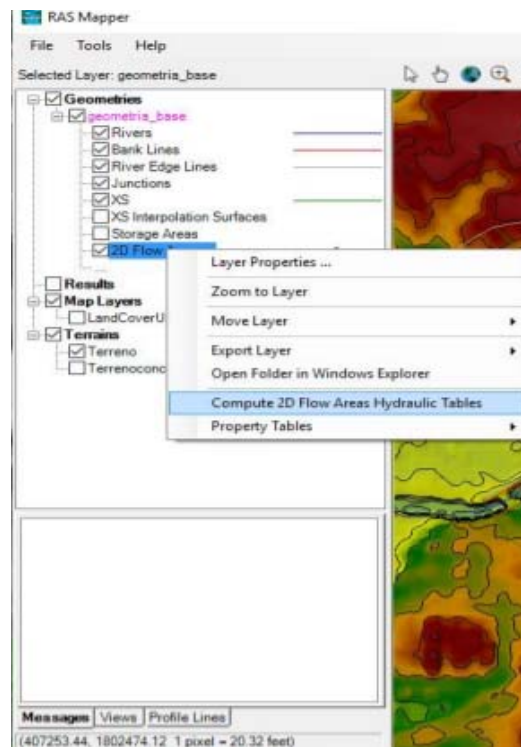 RAS Mapper
File Tools Help
Selected Layer: geometria_base
Geometries
geometria_base
Rivers
Bank Lines
River Edge Lines
Junctions
XS
XS Interpolation Surfaces
Storage Areas
2D Flow
Layer Properties ...
Zoom to Layer
Move Layer
Export Layer
Open Folder in Windows Explorer
Compute 2D Flow Areas Hydraulic Tables
Property Tables
Results
Map Layers
LandCoverU
Terrains
Terreno
Terrenoconc
Messages Views Profile Lines
(407253.44, 1802474.12 1 pixel = 20.32 feet)